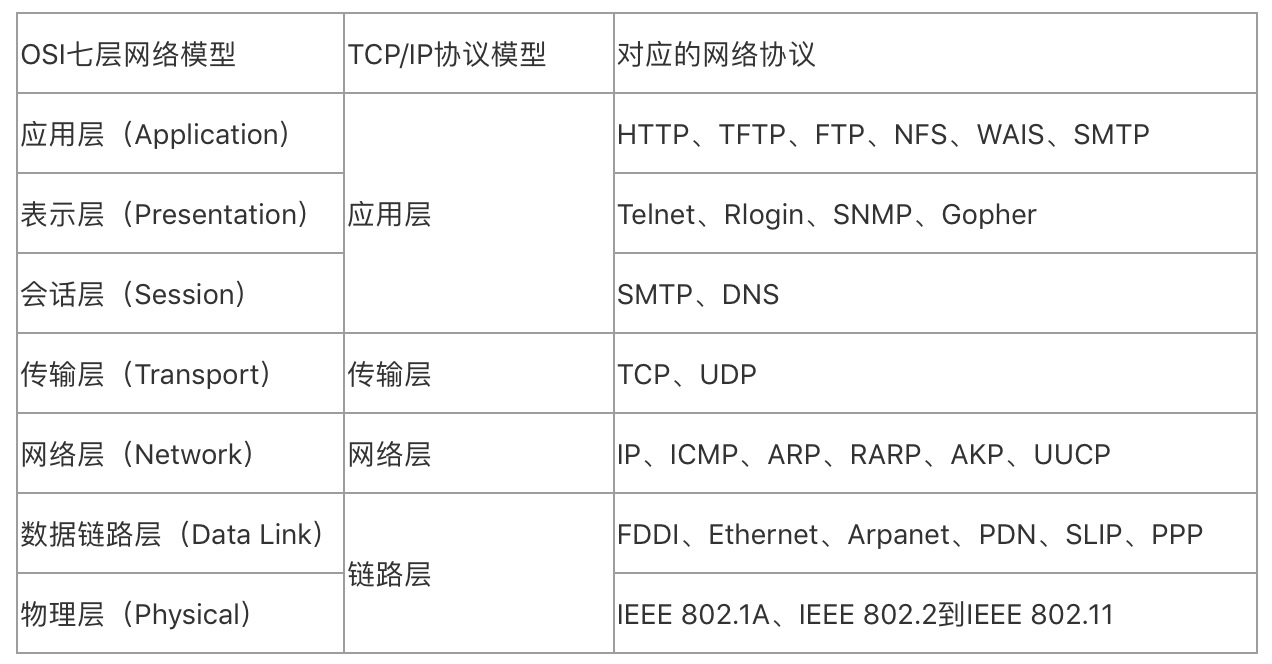 OSI七层网络模型
TCP/IP协议模型
对应的网络协议
应用层（Application）
HTTP、TFTP、FTP、NFS、WAIS、SMTP
表示层（Presentation）
应用层
Telnet、Rlogin、SNMP、Gopher
会话层（Session）
SMTP、DNS
传输层（Transport）
传输层
TCP、UDP
网络层（Network）
网络层
IP、ICMP、ARP、RARP、AKP、UUCP
数据链路层（Data Link）
FDDI、Ethernet、Arpanet、PDN、SLIP、PPP
链路层
物理层（Physical）
IEEE 802.1A、IEEE 802.2到IEEE 802.11